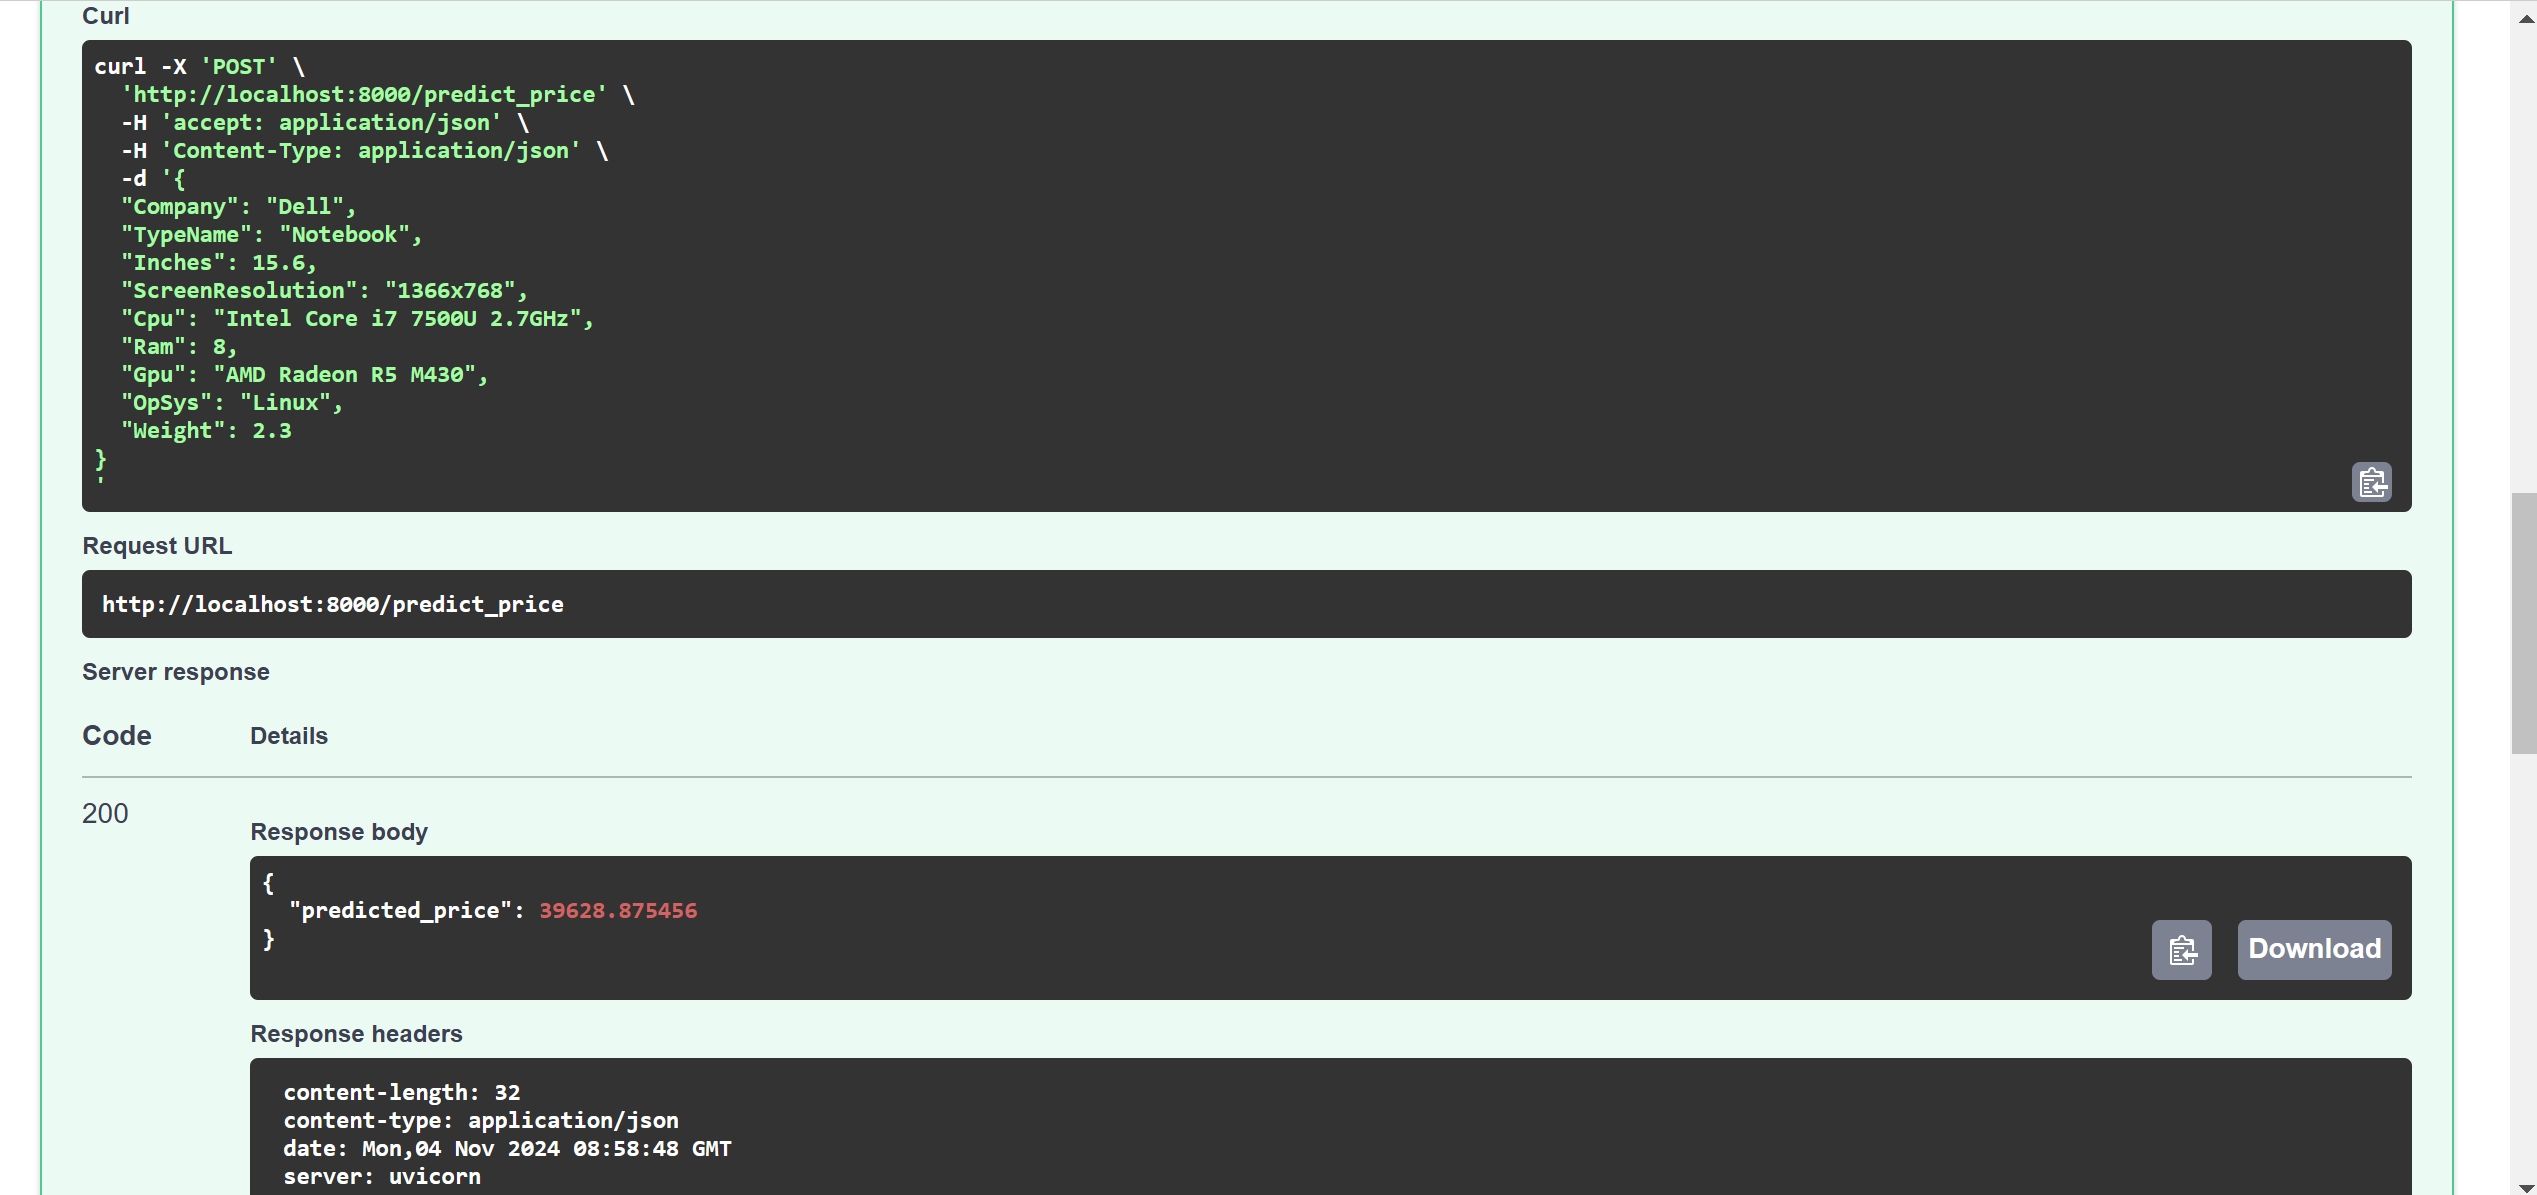 Curl
curl -X 'POST' \
  'http://localhost:8000/predict_price' \
  -H 'accept: application/json' \
  -H 'Content-Type: application/json' \
  -d '{
  "Company": "Dell",
  "TypeName": "Notebook",
  "Inches": 15.6,
  "ScreenResolution": "1366x768",
  "Cpu": "Intel Core i7 7500U 2.7GHz",
  "Ram": 8,
  "Gpu": "AMD Radeon R5 M430",
  "OpSys": "Linux",
  "Weight": 2.3
}
'
Request URL
http://localhost:8000/predict_price
Server response
Code Details
200
Response body
{
  "predicted_price": 39628.875456
}
Download
Response headers
content-length: 32
content-type: application/json
date: Mon,04 Nov 2024 08:58:48 GMT
server: uvicorn